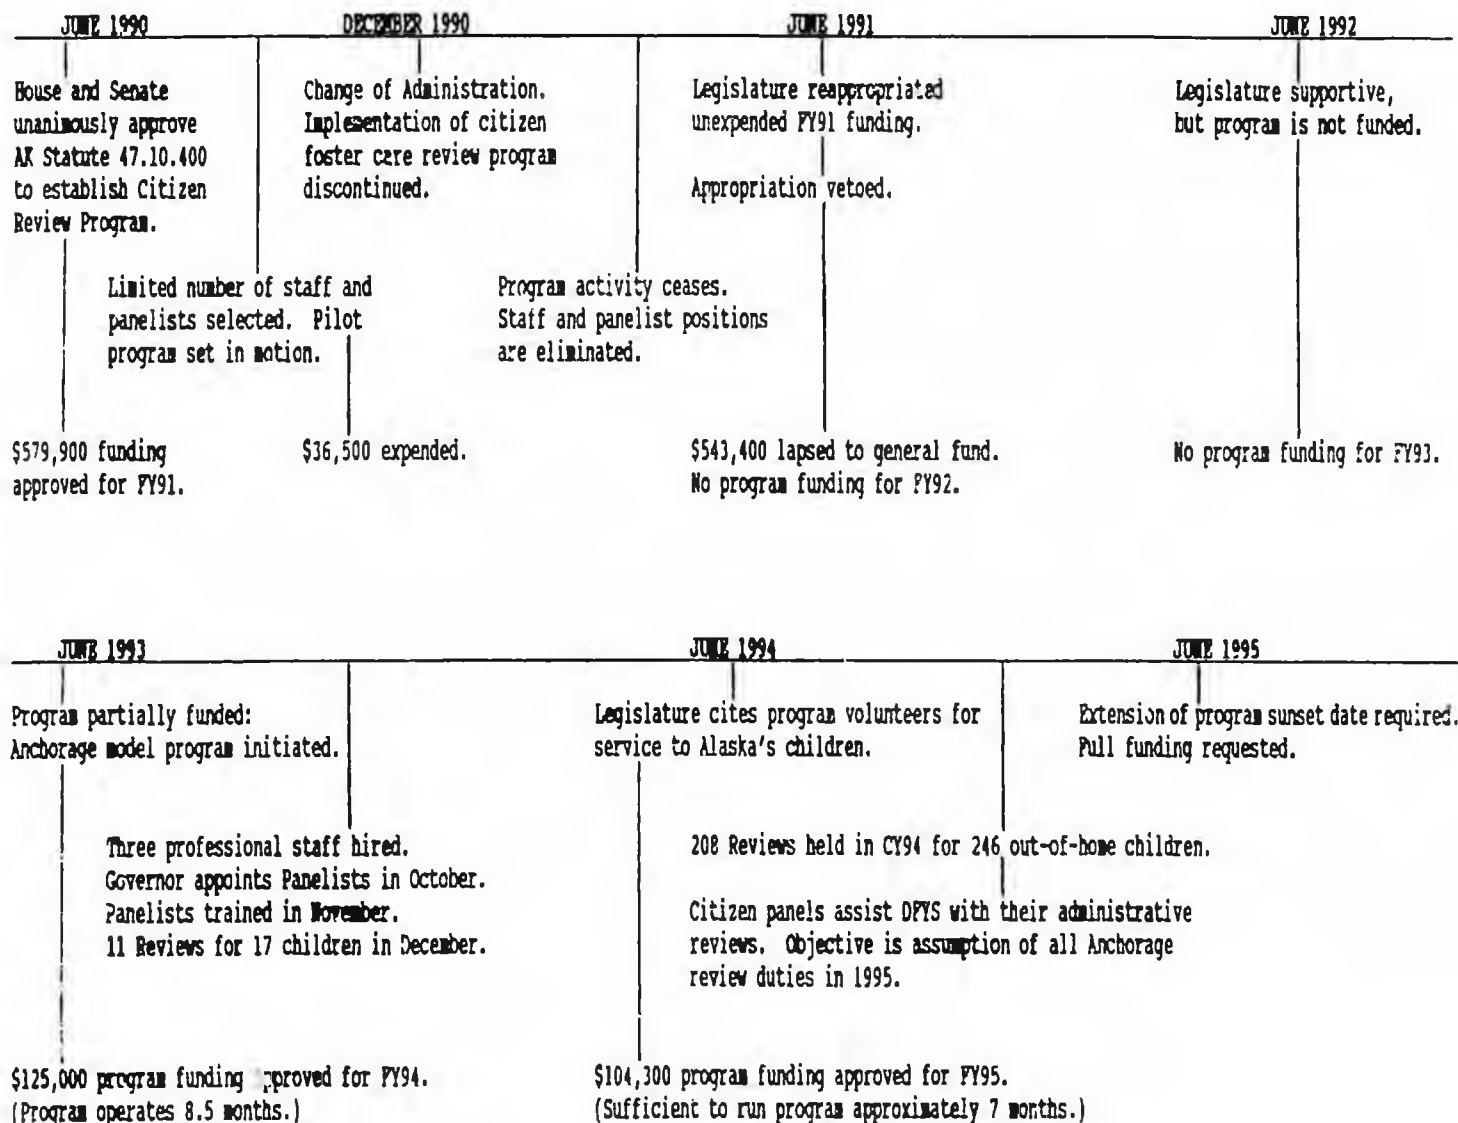 JUNE 1990
DECEMBER 1990
JUNE 1991
JUNE 1992
House and Senate
unanimously approve
AK Statute 47.10.400
to establish Citizen
Review Program.
Change of Administration.
Implementation of citizen
foster care review program
discontinued.
Legislature reappropriated
unexpended FY91 funding.
Appropriation vetoed.
Legislature supportive,
but program is not funded.
Limited number of staff and
panelists selected. Pilot
program set in motion.
Program activity ceases.
Staff and panelist positions
are eliminated.
$579,900 funding
approved for FY91.
$36,500 expended.
$543,400 lapsed to general fund.
No program funding for FY92.
No program funding for FY93.
JUNE 1993
JUNE 1994
JUNE 1995
Program partially funded:
Anchorage model program initiated.
Legislature cites program volunteers for
service to Alaska's children.
Extension of program sunset date required.
Full funding requested.
Three professional staff hired.
Governor appoints Panelists in October.
Panelists trained in November.
11 Reviews for 17 children in December.
208 Reviews held in CY94 for 246 out-of-home children.
Citizen panels assist DFYS with their administrative
reviews. Objective is assumption of all Anchorage
review duties in 1995.
$125,000 program funding approved for FY94.
(Program operates 8.5 months.)
$104,300 program funding approved for FY95.
(Sufficient to run program approximately 7 months.)